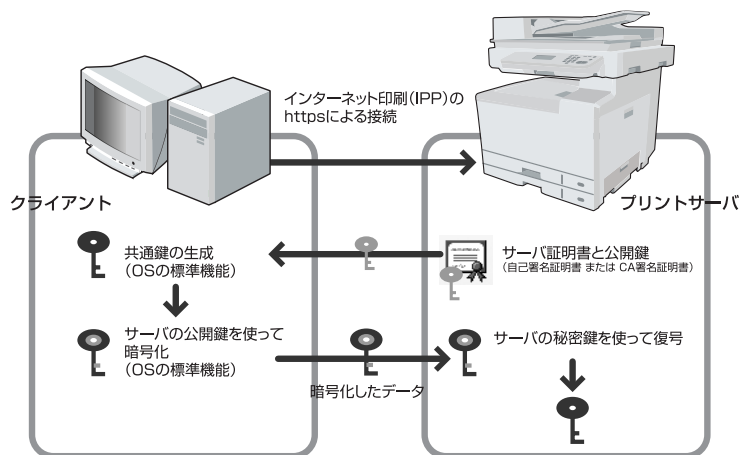 インターネット印刷(IPP)の
httpsによる接続
クライアント
プリントサーバ
共通鍵の生成
(OSの標準機能)
サーバ証明書と公開鍵
(自己署名証明書 または CA署名証明書)
サーバの公開鍵を使って
暗号化
(OSの標準機能)
暗号化したデータ
サーバの秘密鍵を使って復号